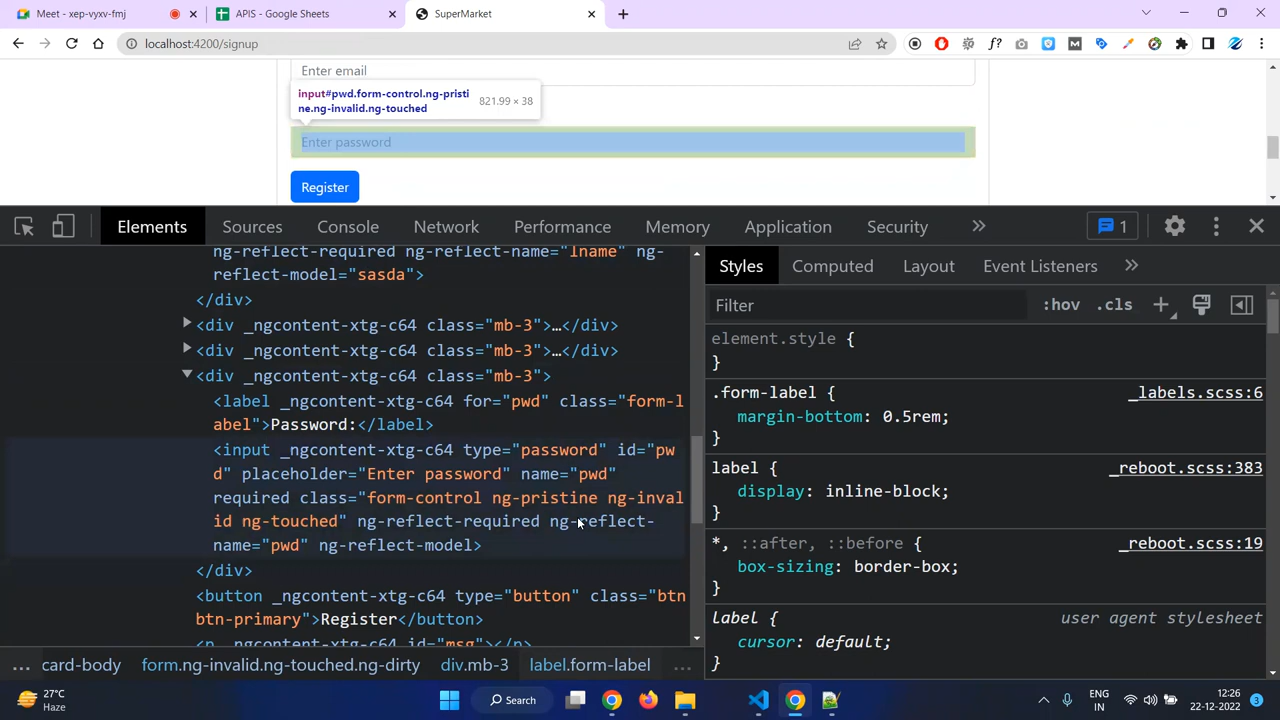 Meet - xep-vyxv-fmj
APIS - Google Sheets
SuperMarket
localhost:4200/signup
Enter email
input#pwd.form-control.ng-pristi
ne.ng-invalid.ng-touched
821.99 × 38
Enter password
Register
Elements
Sources
Console
Network
Performance
Memory
Application
Security
1
ng-reflect-required ng-reflect-name="lname" ng-
reflect-model="sasda">
</div>
<div _ngcontent-xtg-c64 class="mb-3">…</div>
<div _ngcontent-xtg-c64 class="mb-3">…</div>
<div _ngcontent-xtg-c64 class="mb-3">
<label _ngcontent-xtg-c64 for="pwd" class="form-l
abel">Password:</label>
<input _ngcontent-xtg-c64 type="password" id="pw
d" placeholder="Enter password" name="pwd"
required class="form-control ng-pristine ng-inval
id ng-touched" ng-reflect-required ng-reflect-
name="pwd" ng-reflect-model>
</div>
<button _ngcontent-xtg-c64 type="button" class="btn
btn-primary">Register</button>
<p _ngcontent-xtg-c64 id="msg"></p>
… card-body form.ng-invalid.ng-touched.ng-dirty div.mb-3 label.form-label …
Styles
Computed
Layout
Event Listeners
Filter
:hov .cls
element.style {
}
.form-label {
_labels.scss:6
margin-bottom: 0.5rem;
}
label {
_reboot.scss:383
display: inline-block;
}
*, ::after, ::before {
_reboot.scss:19
box-sizing: border-box;
}
label {
user agent stylesheet
cursor: default;
}
27°C
Haze
Search
ENG
IN
12:26
22-12-2022
3